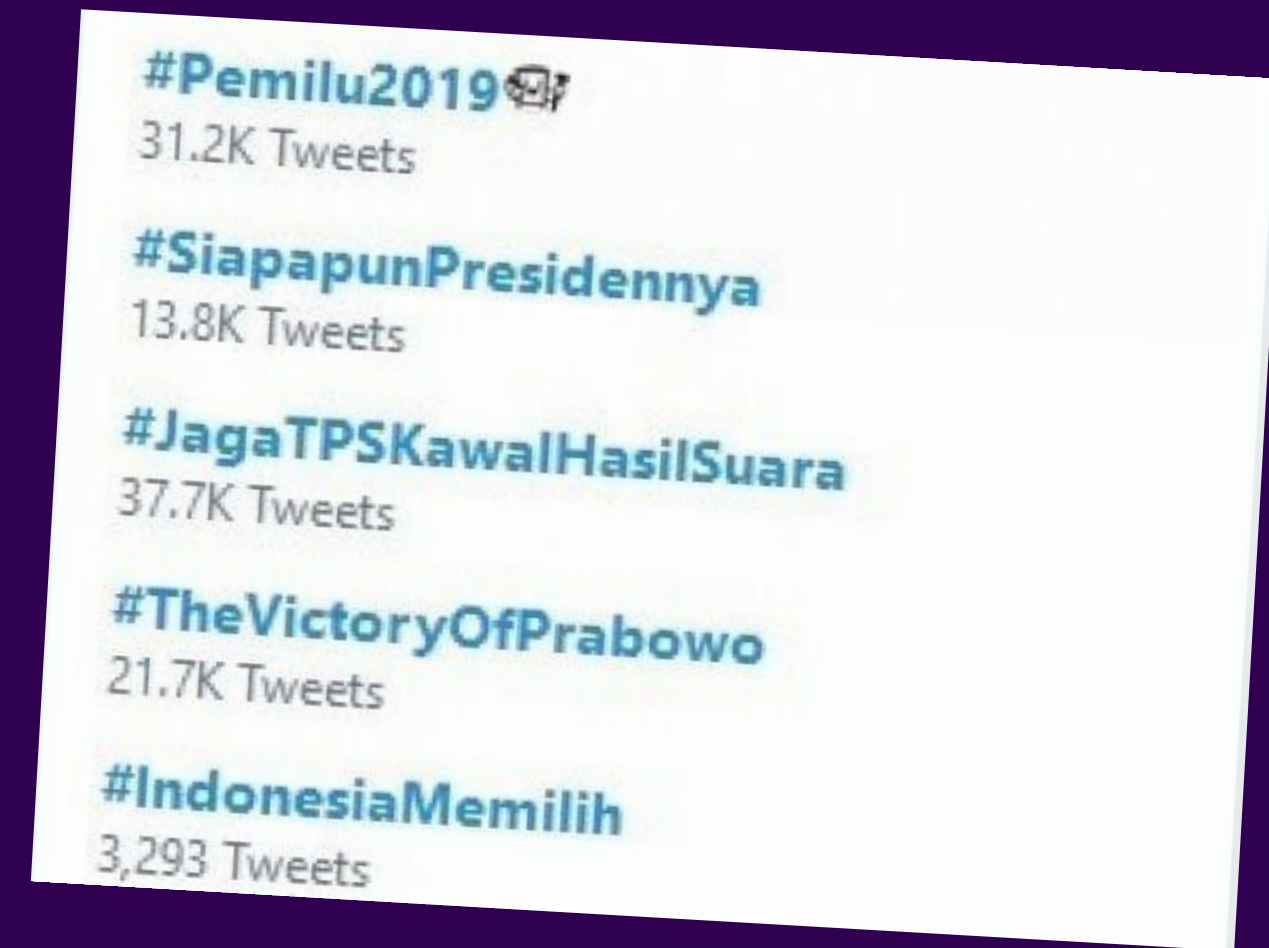 #Pemilu2019
31.2K Tweets
#SiapapunPresidennya
13.8K Tweets
#JagaTPSKawalHasilSuara
37.7K Tweets
#TheVictoryOfPrabowo
21.7K Tweets
#IndonesiaMemilih
3,293 Tweets